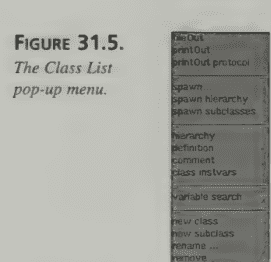 FIGURE 31.5.
The Class List
pop-up menu.
fileOut
printOut
printOut protocol
spawn
spawn hierarchy
spawn subclasses
hierarchy
definition
comment
class instvars
variable search
new class
new subclass
rename ...
remove